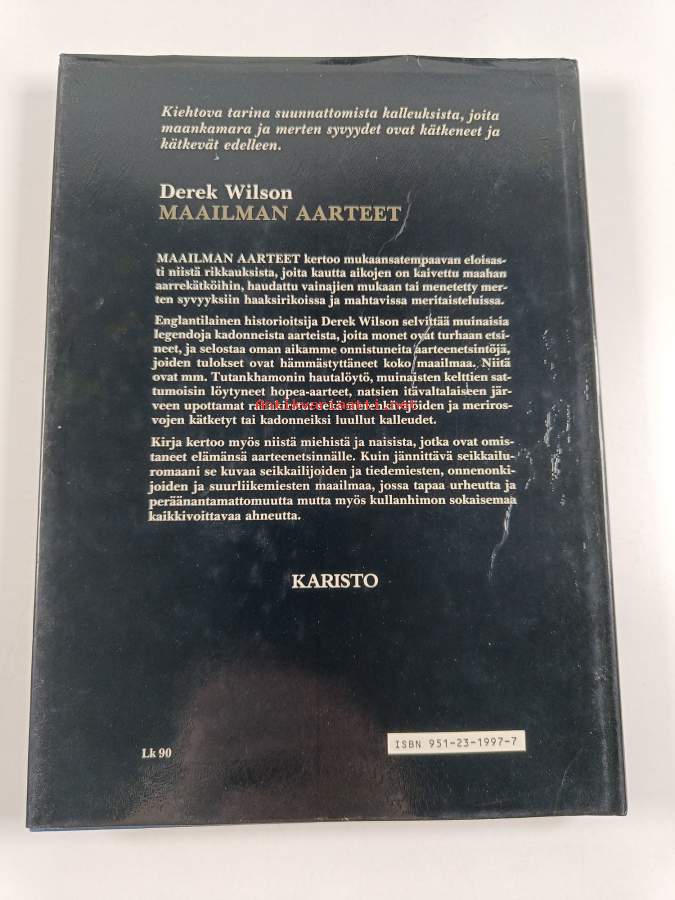 Kiehtova tarina suunnattomista kalleuksista, joita
maankamara ja merten syvyydet ovat kätkeneet ja
kätkevät edelleen.
Derek Wilson
MAAILMAN AARTEET
MAAILMAN AARTEET kertoo mukaansatempaavan eloisas-
ti niistä rikkauksista, joita kautta aikojen on kaivettu maahan
aarrekätköihin, haudattu vainajien mukaan tai menetetty mer-
ten syvyyksiin haaksirikoissa ja mahtavissa meritaisteluissa.
Englantilainen historioitsija Derek Wilson selvittää muinaisia
legendoja kadonneista aarteista, joita monet ovat turhaan etsi-
neet, ja selostaa oman aikamme onnistuneita aarteenetsintöjä,
joiden tulokset ovat hämmästyttäneet koko maailmaa. Niitä
ovat mm. Tutankhamonin hautalöytö, muinaisten kelttien sat-
tumoisin löytyneet hopea-aarteet, natsien itävaltalaiseen jär-
veen upottamat sekä merenkävijöiden ja meriros-
vojen kätketyt tai kadonneiksi luullut kalleudet.
Kirja kertoo myös niistä miehistä ja naisista, jotka ovat omis-
taneet elämänsä aarteenetsinnälle. Kuin jännittävä seikkailu-
romaani se kuvaa seikkailijoiden ja tiedemiesten, onnenonki-
joiden ja suurliikemiesten maailmaa, jossa tapaa urheutta ja
peräänantamattomuutta mutta myös kullanhimon sokaisemaa
kaikkivoittavaa ahneutta.
KARISTO
Lk 90
ISBN 951-23-1997-7